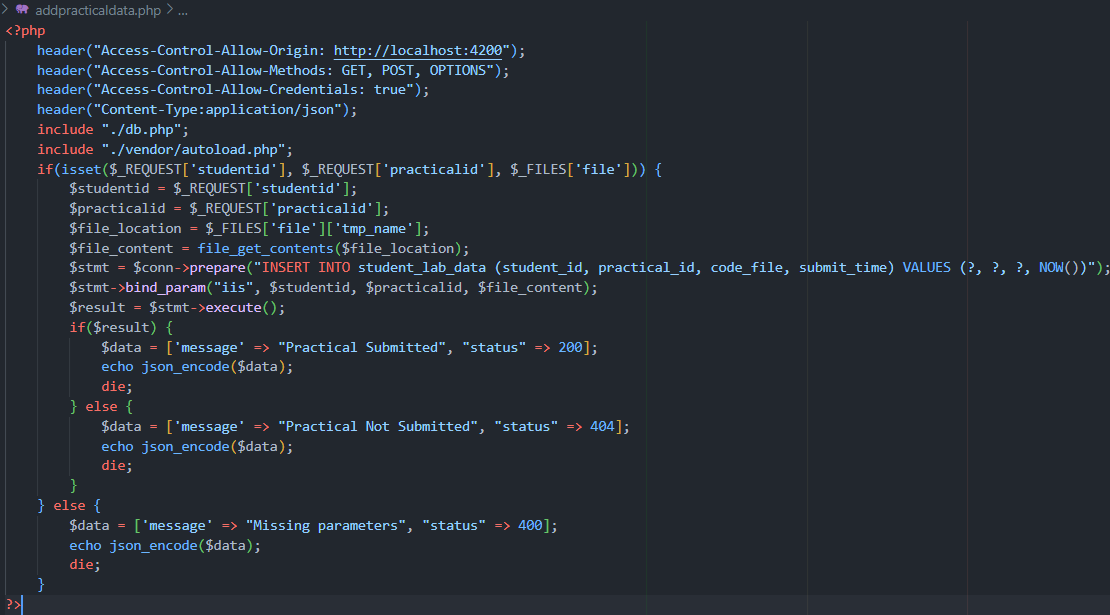 addpracticaldata.php > ...
<?php
    header("Access-Control-Allow-Origin: http://localhost:4200");
    header("Access-Control-Allow-Methods: GET, POST, OPTIONS");
    header("Access-Control-Allow-Credentials: true");
    header("Content-Type:application/json");
    include "./db.php";
    include "./vendor/autoload.php";
    if(isset($_REQUEST['studentid'], $_REQUEST['practicalid'], $_FILES['file'])) {
        $studentid = $_REQUEST['studentid'];
        $practicalid = $_REQUEST['practicalid'];
        $file_location = $_FILES['file']['tmp_name'];
        $file_content = file_get_contents($file_location);
        $stmt = $conn->prepare("INSERT INTO student_lab_data (student_id, practical_id, code_file, submit_time) VALUES (?, ?, ?, NOW())");
        $stmt->bind_param("iis", $studentid, $practicalid, $file_content);
        $result = $stmt->execute();
        if($result) {
            $data = ['message' => "Practical Submitted", "status" => 200];
            echo json_encode($data);
            die;
        } else {
            $data = ['message' => "Practical Not Submitted", "status" => 404];
            echo json_encode($data);
            die;
        }
    } else {
        $data = ['message' => "Missing parameters", "status" => 400];
        echo json_encode($data);
        die;
    }
?>